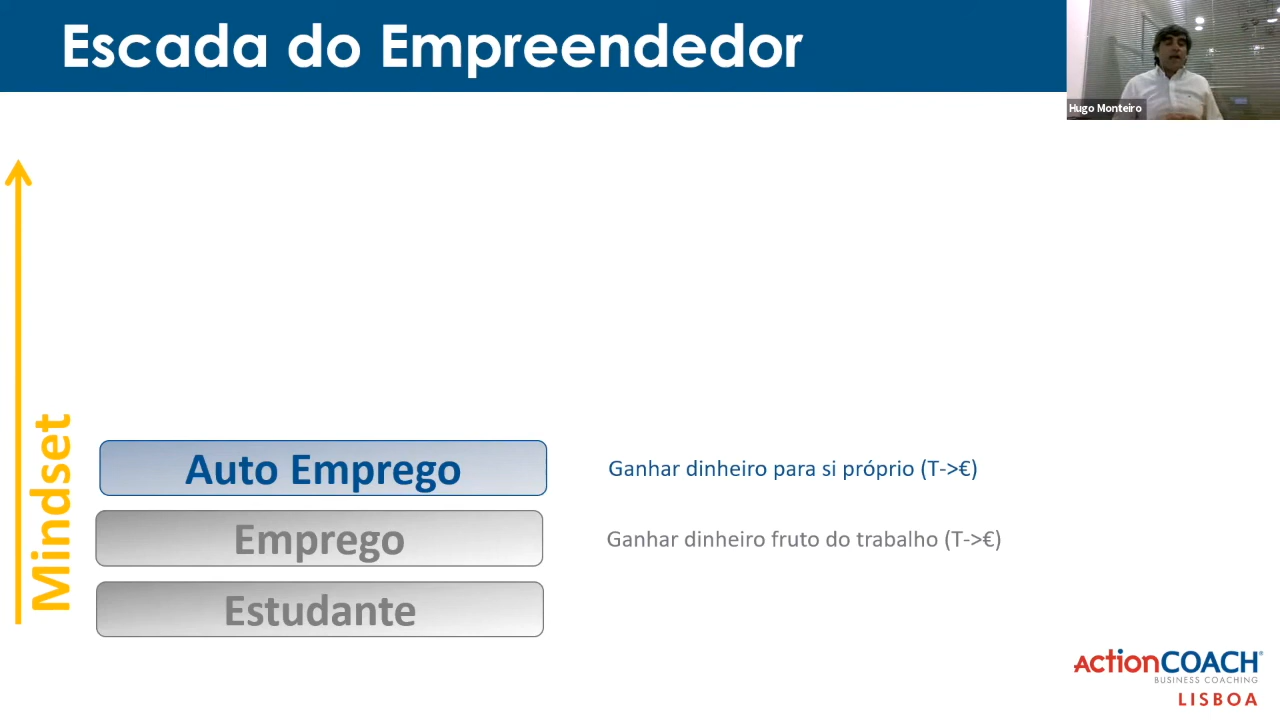 Escada do Empreendedor
Hugo Monteiro
Mindset
Auto Emprego
Ganhar dinheiro para si próprio (T->€)
Emprego
Ganhar dinheiro fruto do trabalho (T->€)
Estudante
ActionCOACH®
BUSINESS COACHING
LISBOA